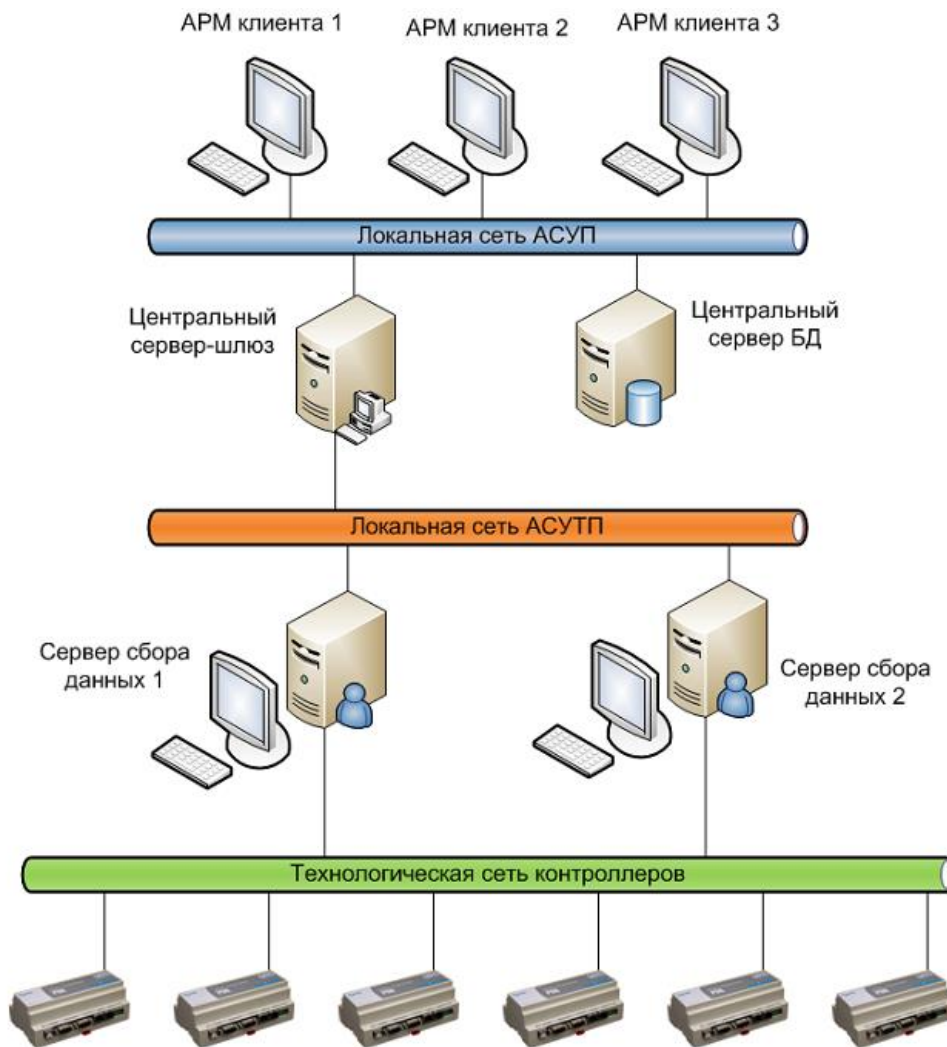 АРМ клиента 1
АРМ клиента 2
АРМ клиента 3
Локальная сеть АСУП
Центральный
сервер-шлюз
Центральный
сервер БД
Локальная сеть АСУТП
Сервер сбора
данных 1
Сервер сбора
данных 2
Технологическая сеть контроллеров